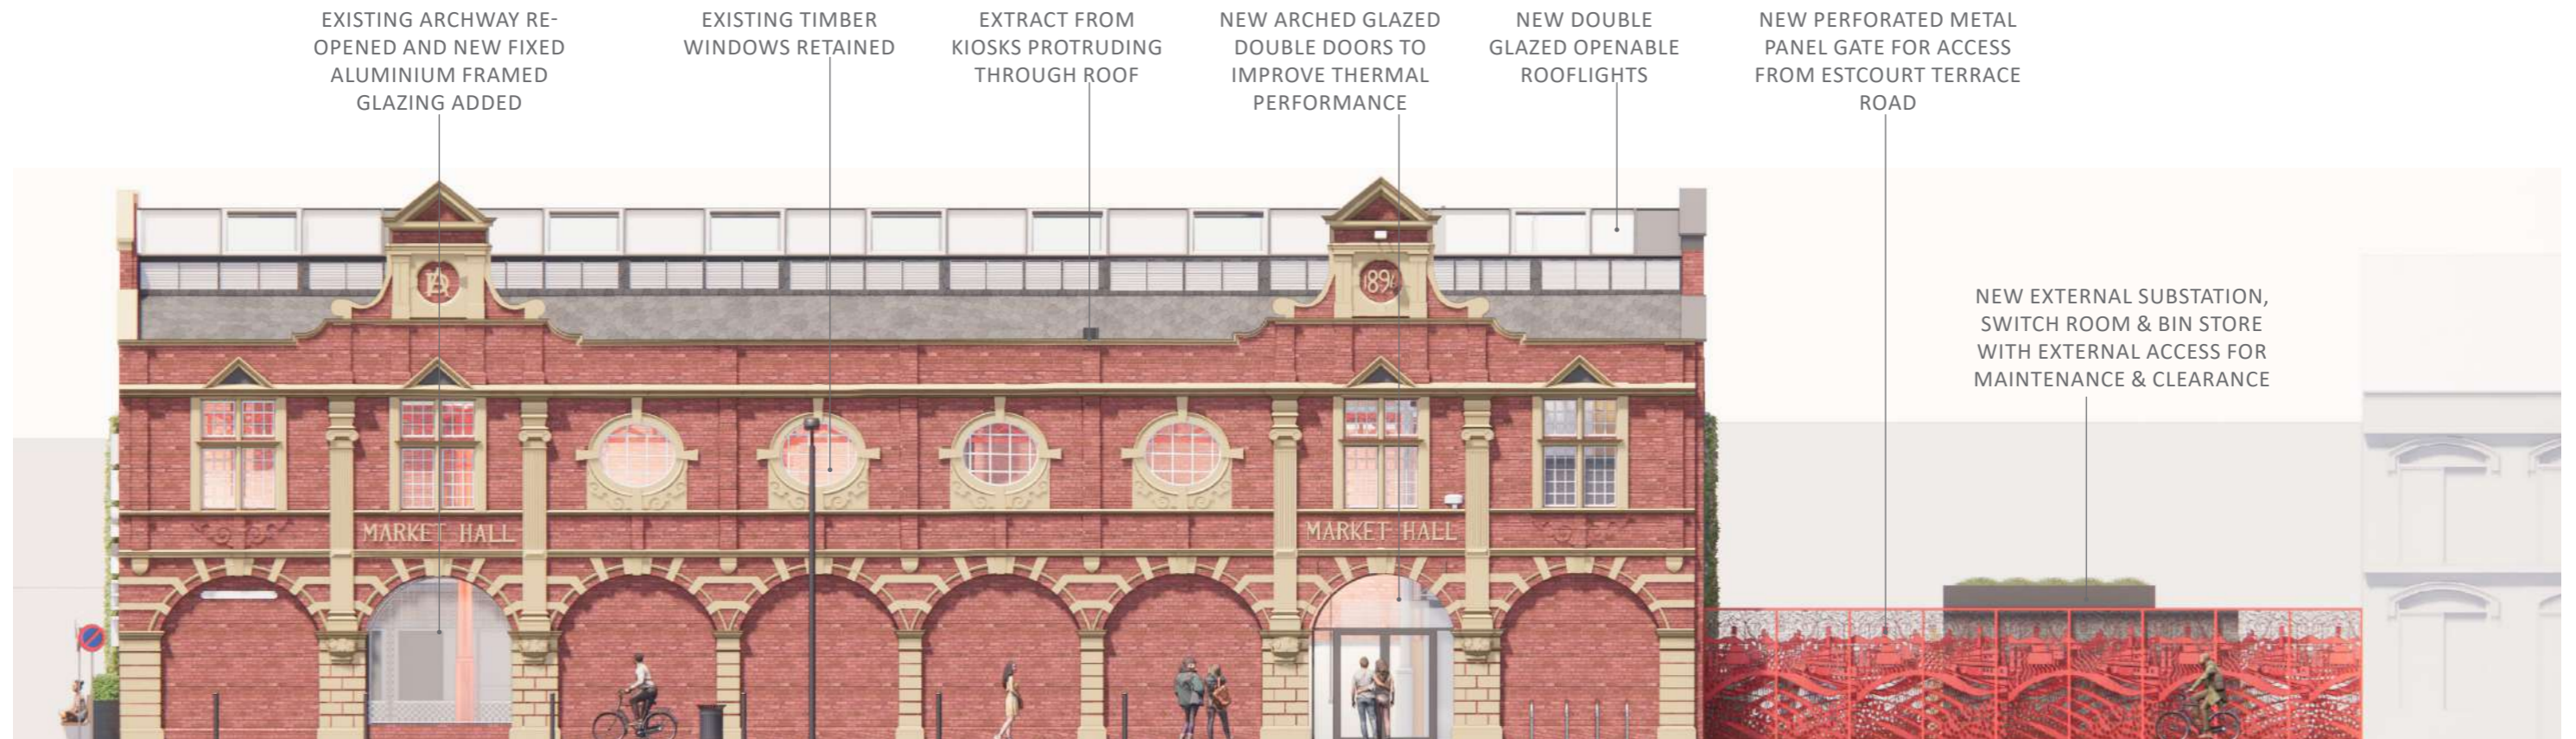 EXISTING ARCHWAY RE-
OPENED AND NEW FIXED
ALUMINIUM FRAMED
GLAZING ADDED
EXISTING TIMBER
WINDOWS RETAINED
EXTRACT FROM
KIOSKS PROTRUDING
THROUGH ROOF
NEW ARCHED GLAZED
DOUBLE DOORS TO
IMPROVE THERMAL
PERFORMANCE
NEW DOUBLE
GLAZED OPENABLE
ROOFLIGHTS
NEW PERFORATED METAL
PANEL GATE FOR ACCESS
FROM ESTCOURT TERRACE
ROAD
NEW EXTERNAL SUBSTATION,
SWITCH ROOM & BIN STORE
WITH EXTERNAL ACCESS FOR
MAINTENANCE & CLEARANCE
MARKET HALL
MARKET HALL